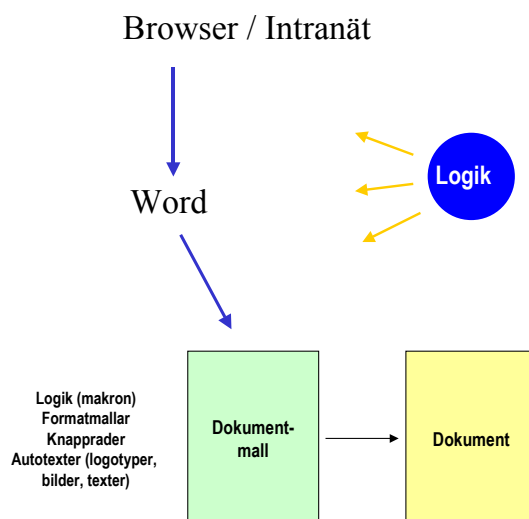 Browser / Intranät
Logik
Word
Logik (makron)
Formatmallar
Knapprader
Autotexter (logotyper,
bilder, texter)
Dokument-
mall
Dokument